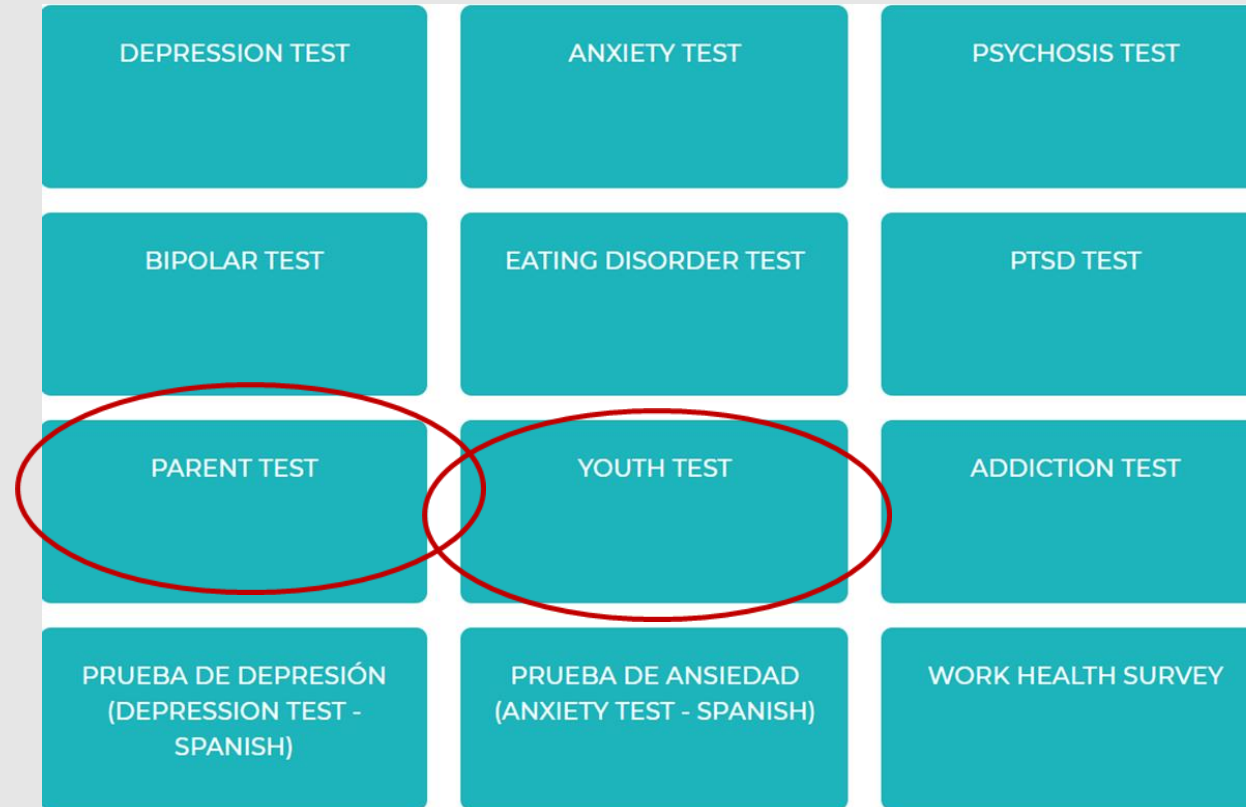 DEPRESSION TEST
ANXIETY TEST
PSYCHOSIS TEST
BIPOLAR TEST
EATING DISORDER TEST
PTSD TEST
PARENT TEST
YOUTH TEST
ADDICTION TEST
PRUEBA DE DEPRESIÓN
(DEPRESSION TEST -
SPANISH)
PRUEBA DE ANSIEDAD
(ANXIETY TEST - SPANISH)
WORK HEALTH SURVEY